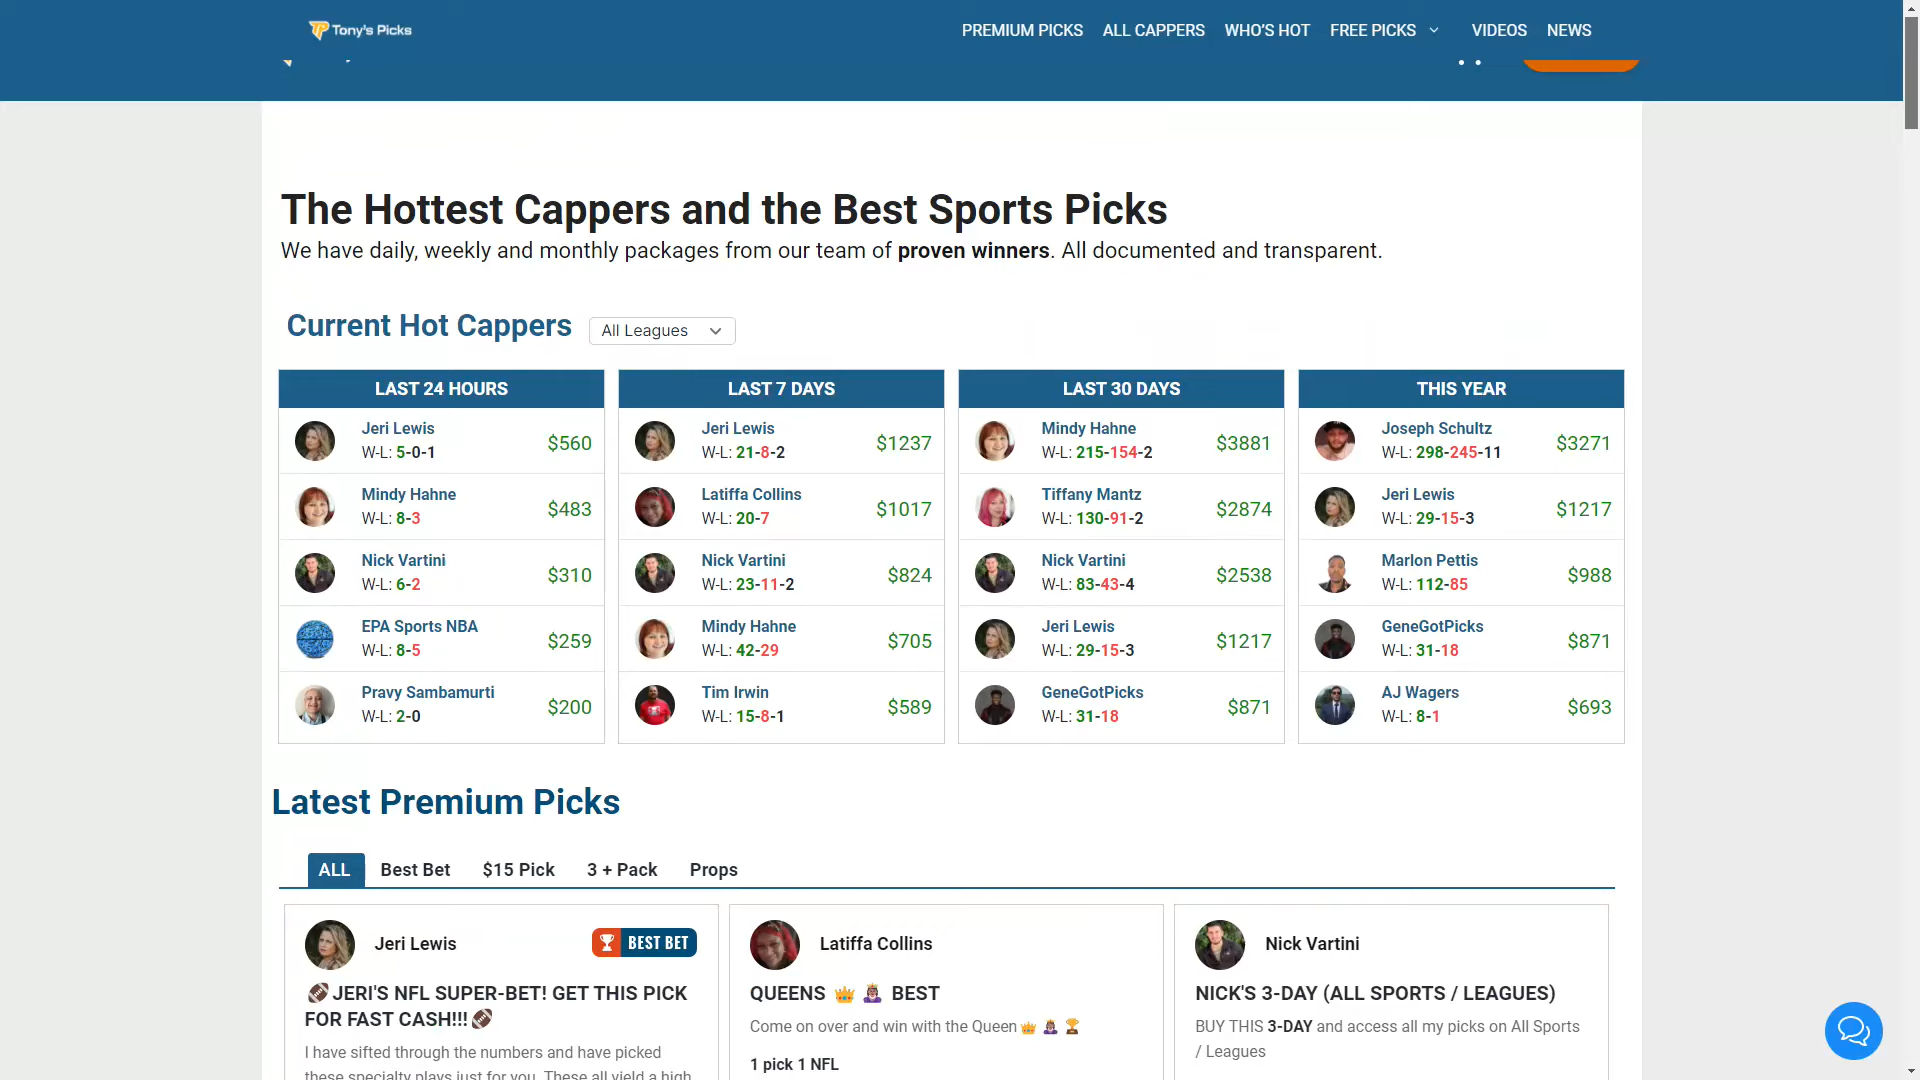 Tony's Picks
PREMIUM PICKS
ALL CAPPERS
WHO'S HOT
FREE PICKS
VIDEOS
NEWS
The Hottest Cappers and the Best Sports Picks
We have daily, weekly and monthly packages from our team of proven winners. All documented and transparent.
Current Hot Cappers
All Leagues
LAST 24 HOURS
Jeri Lewis
W-L: 5-0-1
$560
Mindy Hahne
W-L: 8-3
$483
Nick Vartini
W-L: 6-2
$310
EPA Sports NBA
W-L: 8-5
$259
Pravy Sambamurti
W-L: 2-0
$200
LAST 7 DAYS
Jeri Lewis
W-L: 21-8-2
$1237
Latiffa Collins
W-L: 20-7
$1017
Nick Vartini
W-L: 23-11-2
$824
Mindy Hahne
W-L: 42-29
$705
Tim Irwin
W-L: 15-8-1
$589
LAST 30 DAYS
Mindy Hahne
W-L: 215-154-2
$3881
Tiffany Mantz
W-L: 130-91-2
$2874
Nick Vartini
W-L: 83-43-4
$2538
Jeri Lewis
W-L: 29-15-3
$1217
GeneGotPicks
W-L: 31-18
$871
THIS YEAR
Joseph Schultz
W-L: 298-245-11
$3271
Jeri Lewis
W-L: 29-15-3
$1217
Marlon Pettis
W-L: 112-85
$988
GeneGotPicks
W-L: 31-18
$871
AJ Wagers
W-L: 8-1
$693
Latest Premium Picks
ALL
Best Bet
$15 Pick
3 + Pack
Props
Jeri Lewis
BEST BET
🏈JERI'S NFL SUPER-BET! GET THIS PICK
FOR FAST CASH!!!🏈
I have sifted through the numbers and have picked
these specialty plays just for you. These all yield a high
Latiffa Collins
QUEENS 👑 👸🏾 BEST
Come on over and win with the Queen 👑 👸🏾 🏆
1 pick 1 NFL
Nick Vartini
NICK'S 3-DAY (ALL SPORTS / LEAGUES)
BUY THIS 3-DAY and access all my picks on All Sports
/ Leagues